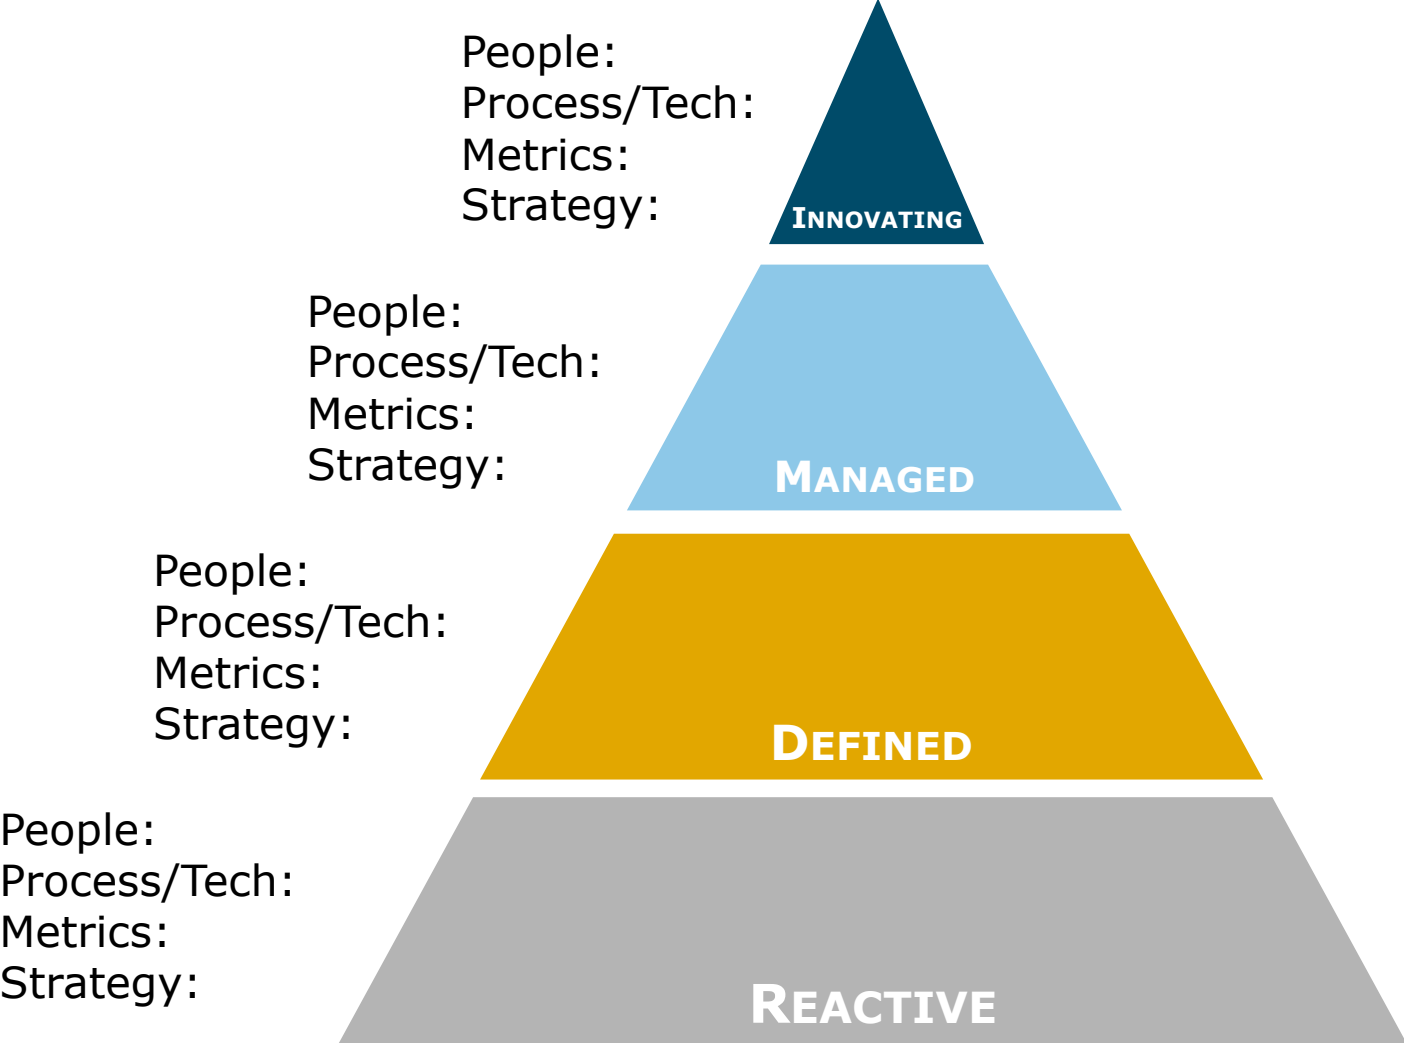 People:
Process/Tech:
Metrics:
Strategy:
INNOVATING
People:
Process/Tech:
Metrics:
Strategy:
MANAGED
People:
Process/Tech:
Metrics:
Strategy:
DEFINED
People:
Process/Tech:
Metrics:
Strategy:
REACTIVE